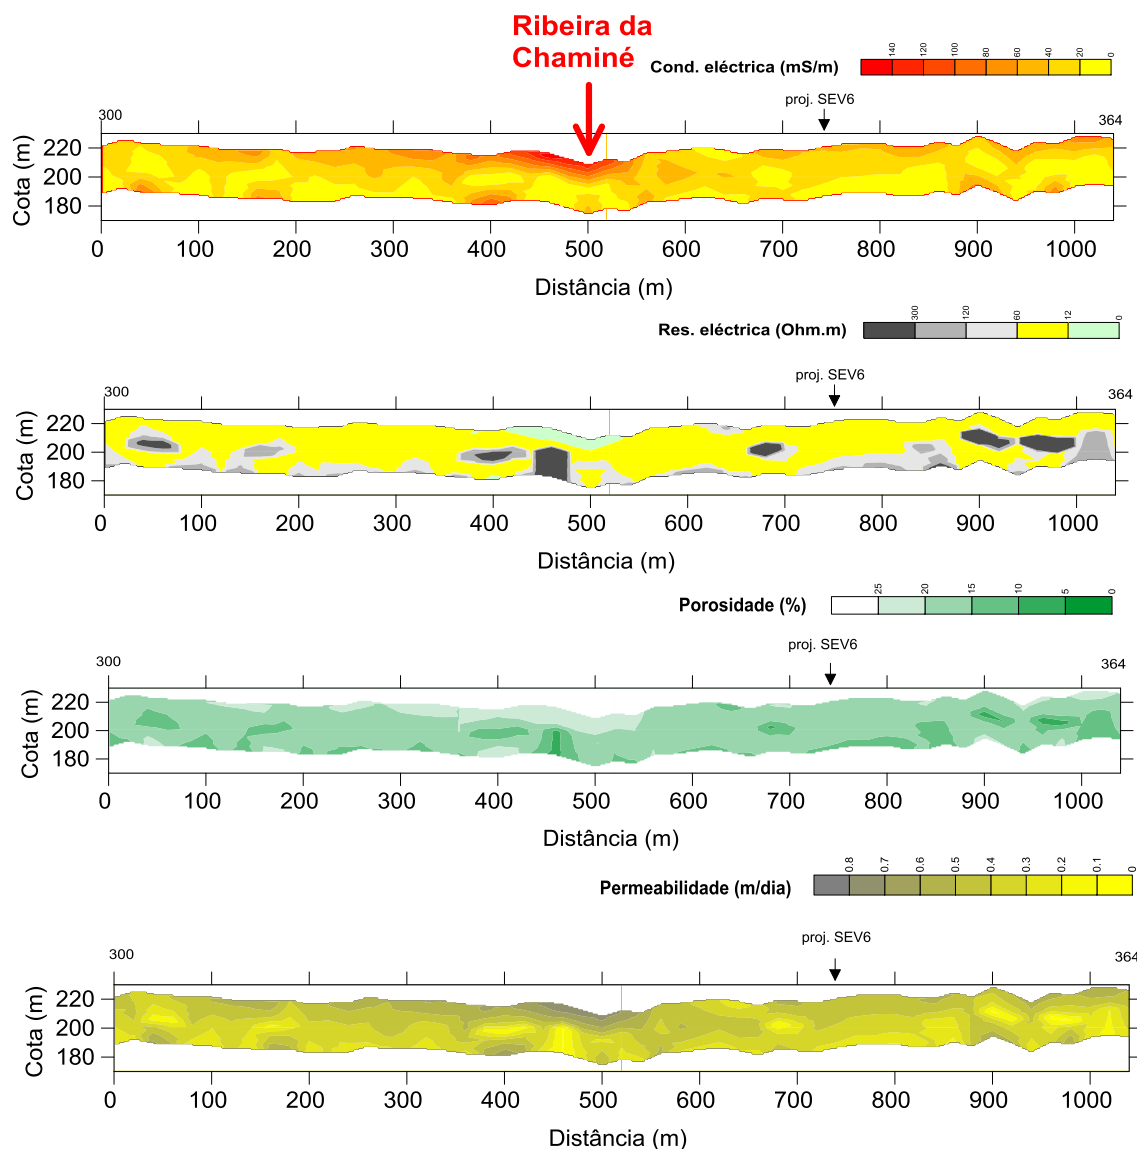 Ribeira da
Chaminé
Cond. eléctrica (mS/m)
140 120 100 80 60 40 20 0
proj. SEV6
300
364
Cota (m)
220
200
180
0 100 200 300 400 500 600 700 800 900 1000
Distância (m)
Res. eléctrica (Ohm.m)
300 120 60 12 0
proj. SEV6
300
364
Cota (m)
220
200
180
0 100 200 300 400 500 600 700 800 900 1000
Distância (m)
Porosidade (%)
25 20 15 10 5 0
proj. SEV6
300
364
Cota (m)
220
200
180
0 100 200 300 400 500 600 700 800 900 1000
Distância (m)
Permeabilidade (m/dia)
0.8 0.7 0.6 0.5 0.4 0.3 0.2 0.1 0
proj. SEV6
300
364
Cota (m)
220
200
180
0 100 200 300 400 500 600 700 800 900 1000
Distância (m)